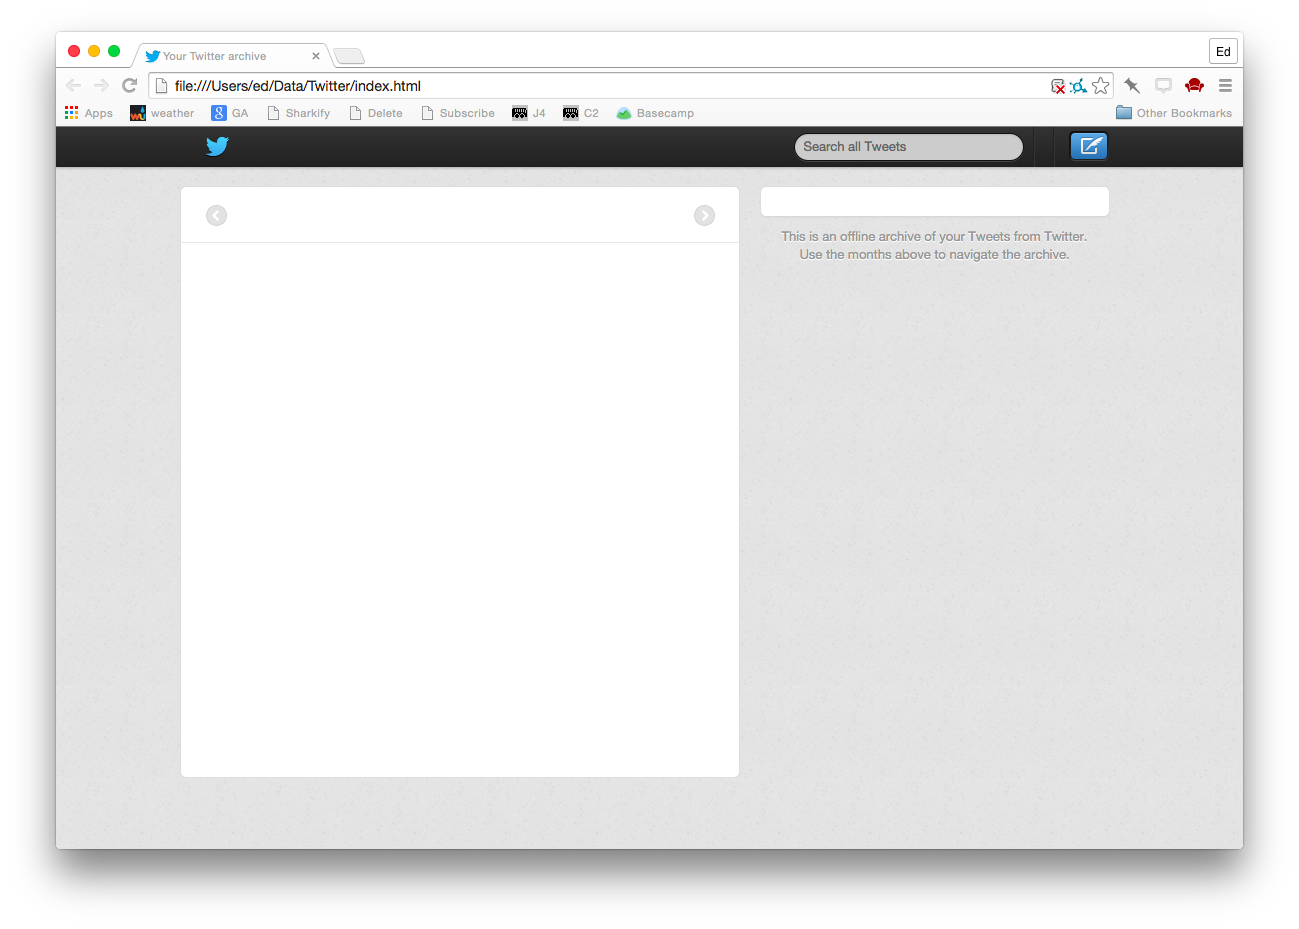 Your Twitter archive
Ed
file:///Users/ed/Data/Twitter/index.html
Apps weather GA Sharkify Delete Subscribe J4 C2 Basecamp Other Bookmarks
Search all Tweets
This is an offline archive of your Tweets from Twitter.
Use the months above to navigate the archive.